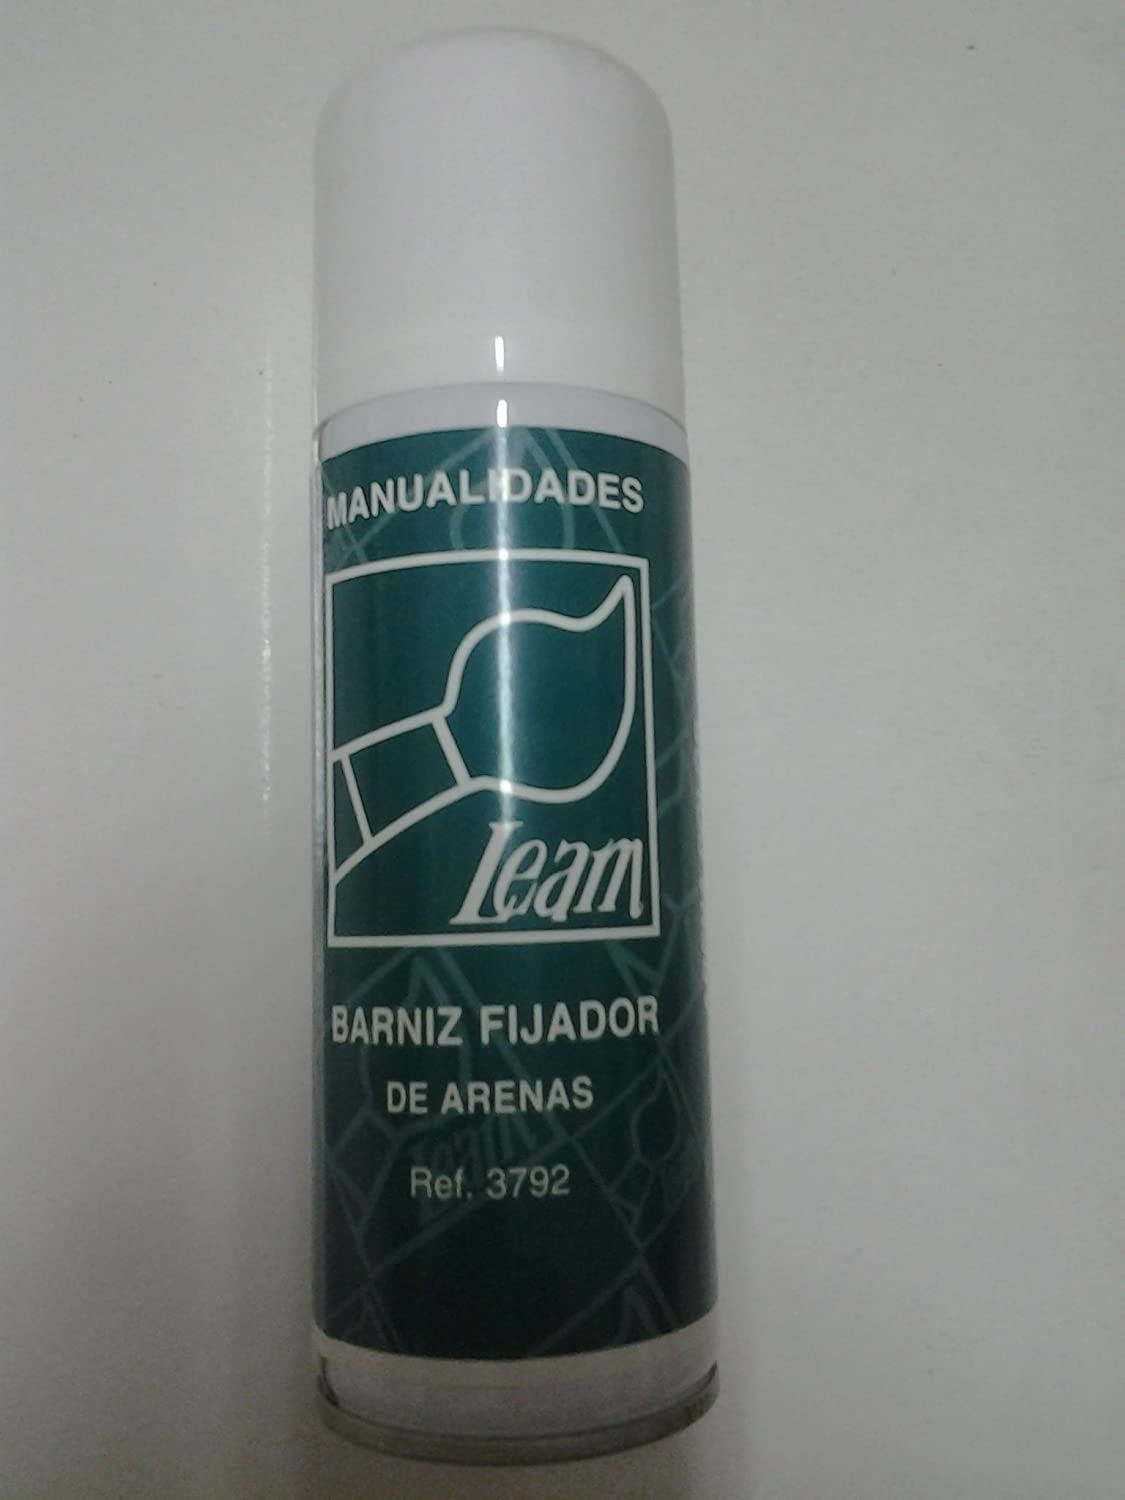 MANUALIDADES
Leam
BARNIZ FIJADOR
DE ARENAS
Ref. 3792